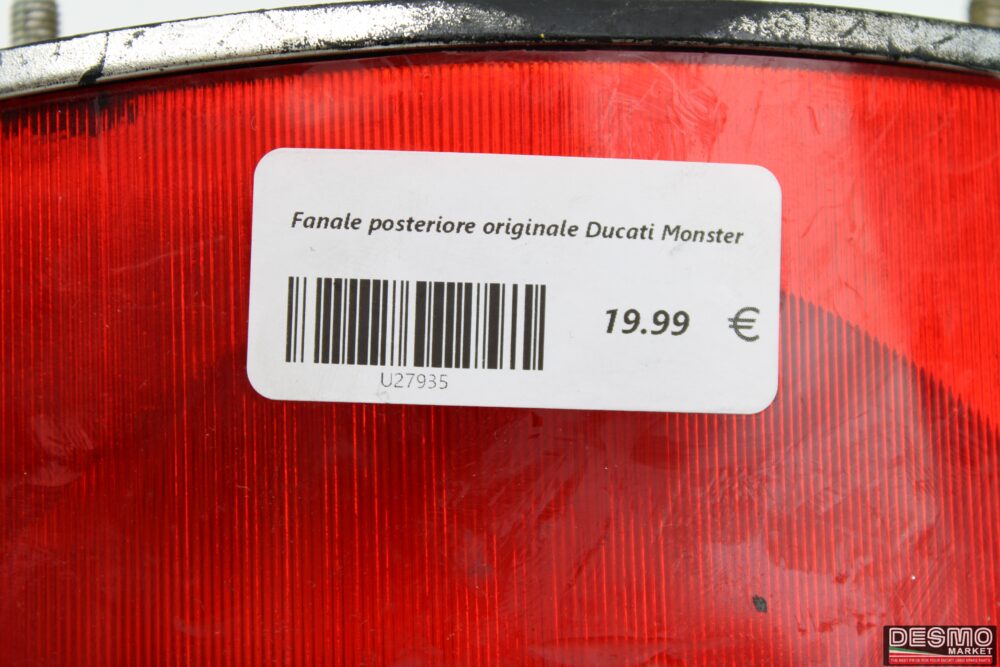 Fanale posteriore originale Ducati Monster
19.99 €
U27935
DESMO
MARKET